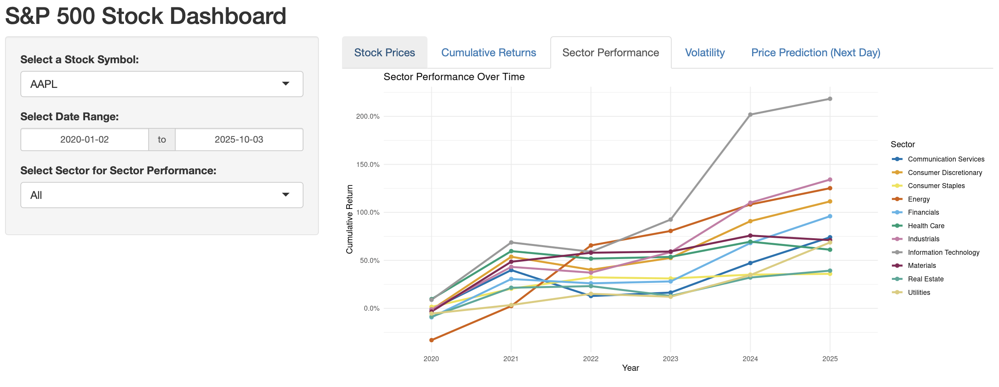 S&P 500 Stock Dashboard
Select a Stock Symbol:
AAPL
Select Date Range:
2020-01-02 to 2025-10-03
Select Sector for Sector Performance:
All
Stock Prices Cumulative Returns Sector Performance Volatility Price Prediction (Next Day)
Sector Performance Over Time
Cumulative Return
200.0%
150.0%
100.0%
50.0%
0.0%
2020 2021 2022 2023 2024 2025
Year
Sector
Communication Services
Consumer Discretionary
Consumer Staples
Energy
Financials
Health Care
Industrials
Information Technology
Materials
Real Estate
Utilities